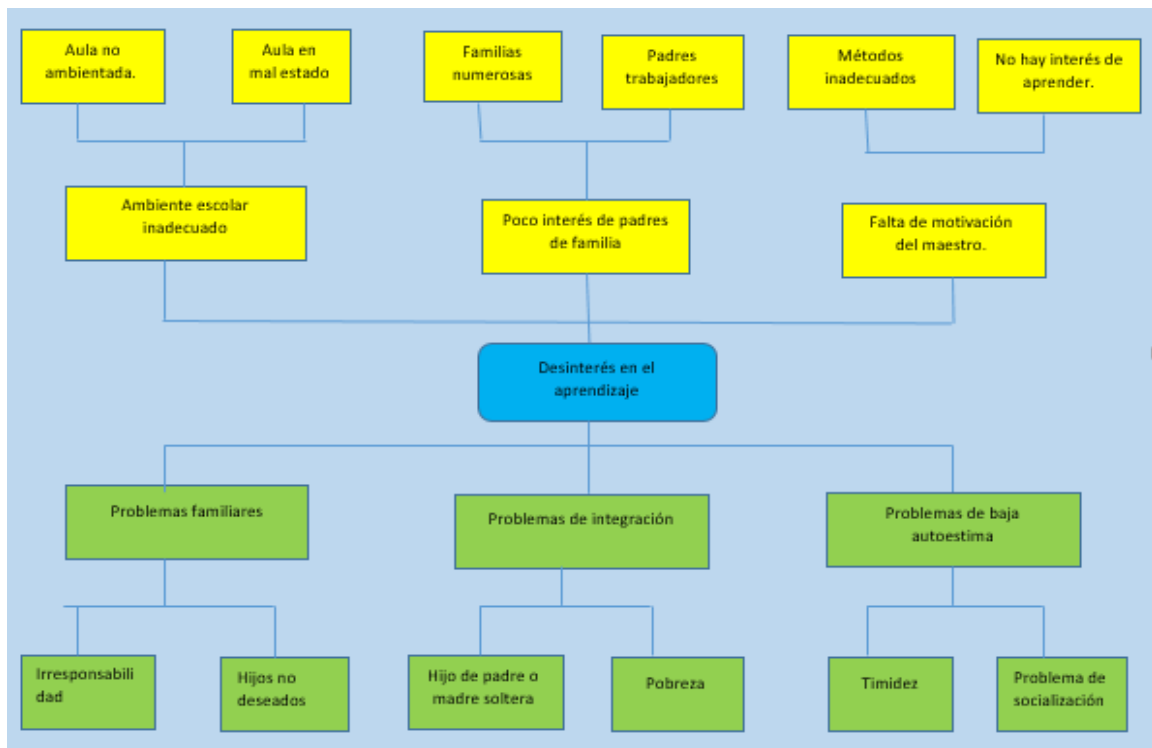 Aula no
ambientada.
Aula en
mal estado
Familias
numerosas
Padres
trabajadores
Métodos
inadecuados
No hay interés de
aprender.
Ambiente escolar
inadecuado
Poco interés de padres
de familia
Falta de motivación
del maestro.
Desinterés en el
aprendizaje
Problemas familiares
Problemas de integración
Problemas de baja
autoestima
Irresponsabili
dad
Hijos no
deseados
Hijo de padre o
madre soltera
Pobreza
Timidez
Problema de
socialización